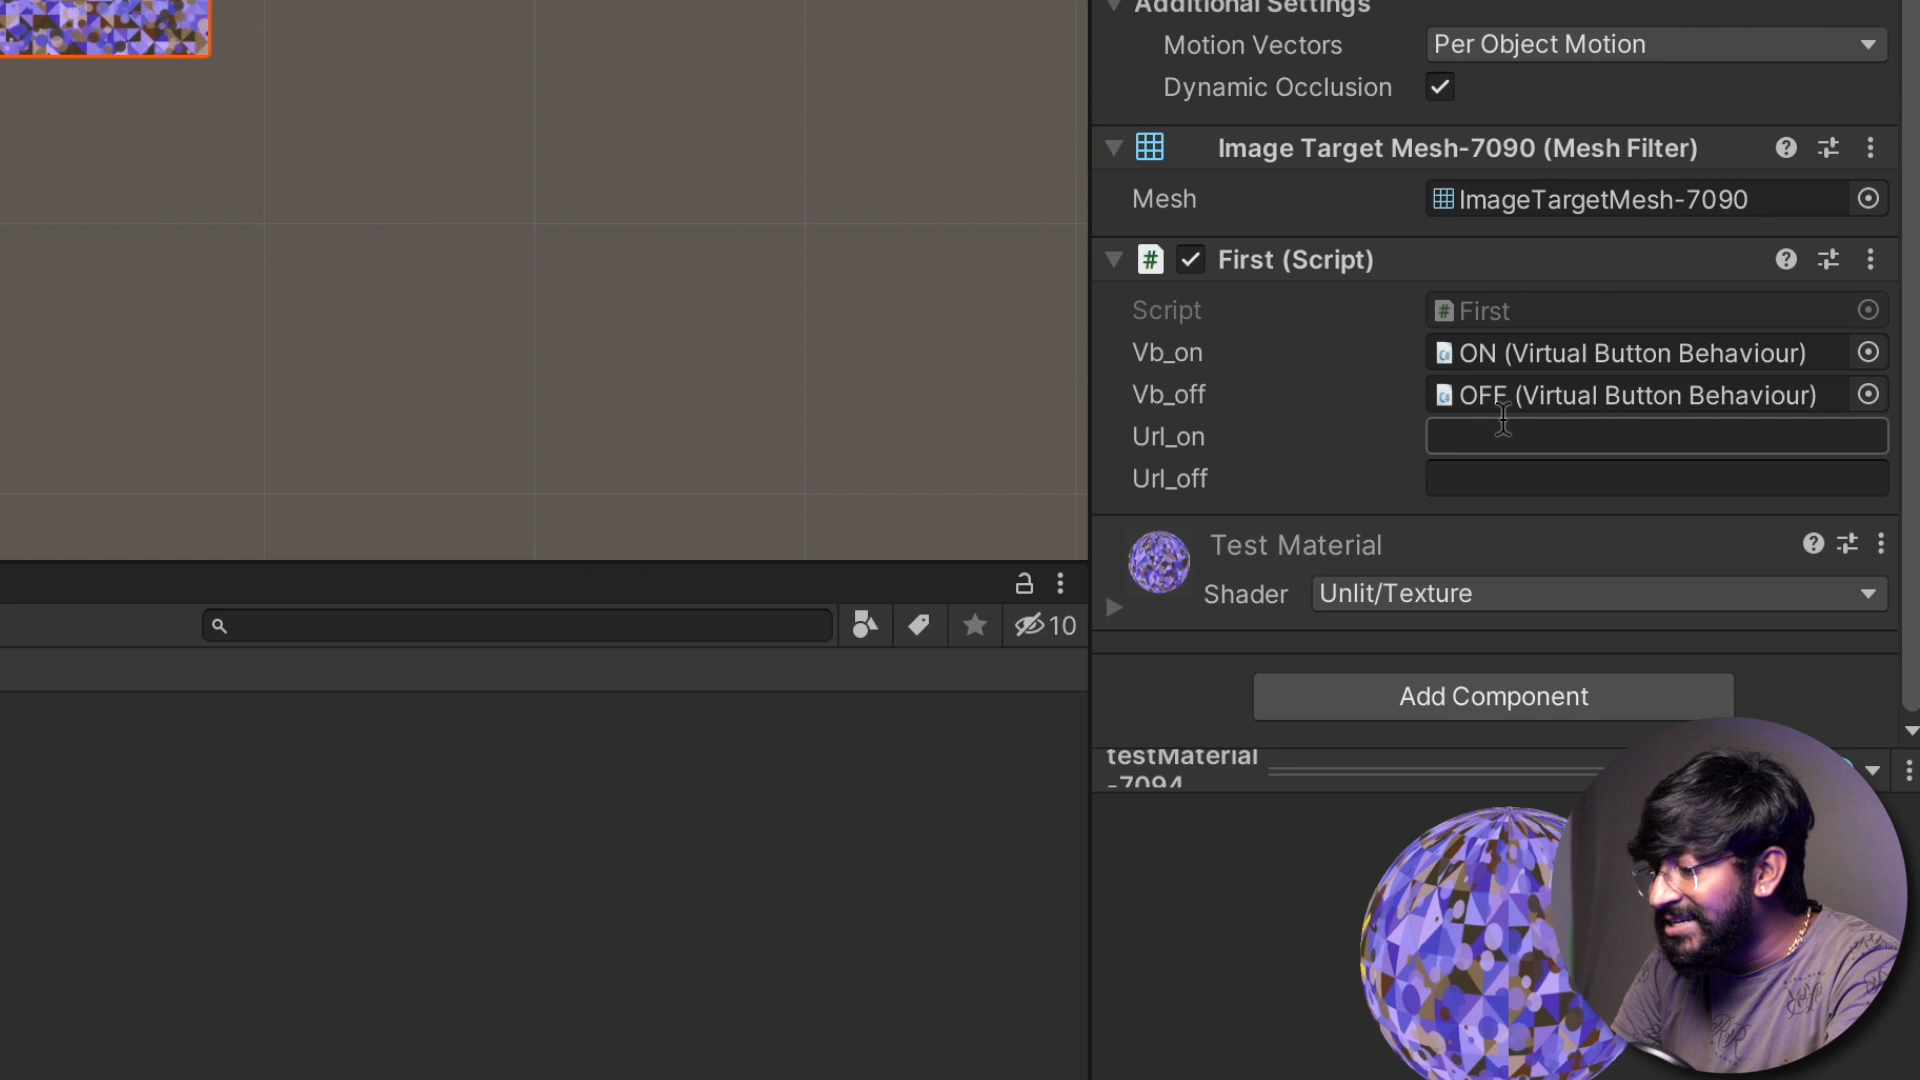 Additional Settings
Motion Vectors Per Object Motion
Dynamic Occlusion
Image Target Mesh-7090 (Mesh Filter)
Mesh ImageTargetMesh-7090
First (Script)
Script First
Vb_on ON (Virtual Button Behaviour)
Vb_off OFF (Virtual Button Behaviour)
Url_on
Url_off
Test Material
Shader Unlit/Texture
10
Add Component
testMaterial
-7094